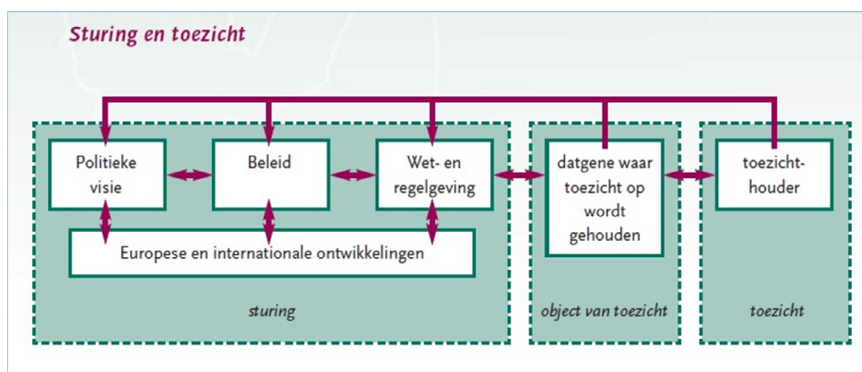 Sturing en toezicht
Politieke
visie
Beleid
Wet- en
regelgeving
datgene waar
toezicht op
wordt
gehouden
toezicht-
houder
Europese en internationale ontwikkelingen
sturing
object van toezicht
toezicht